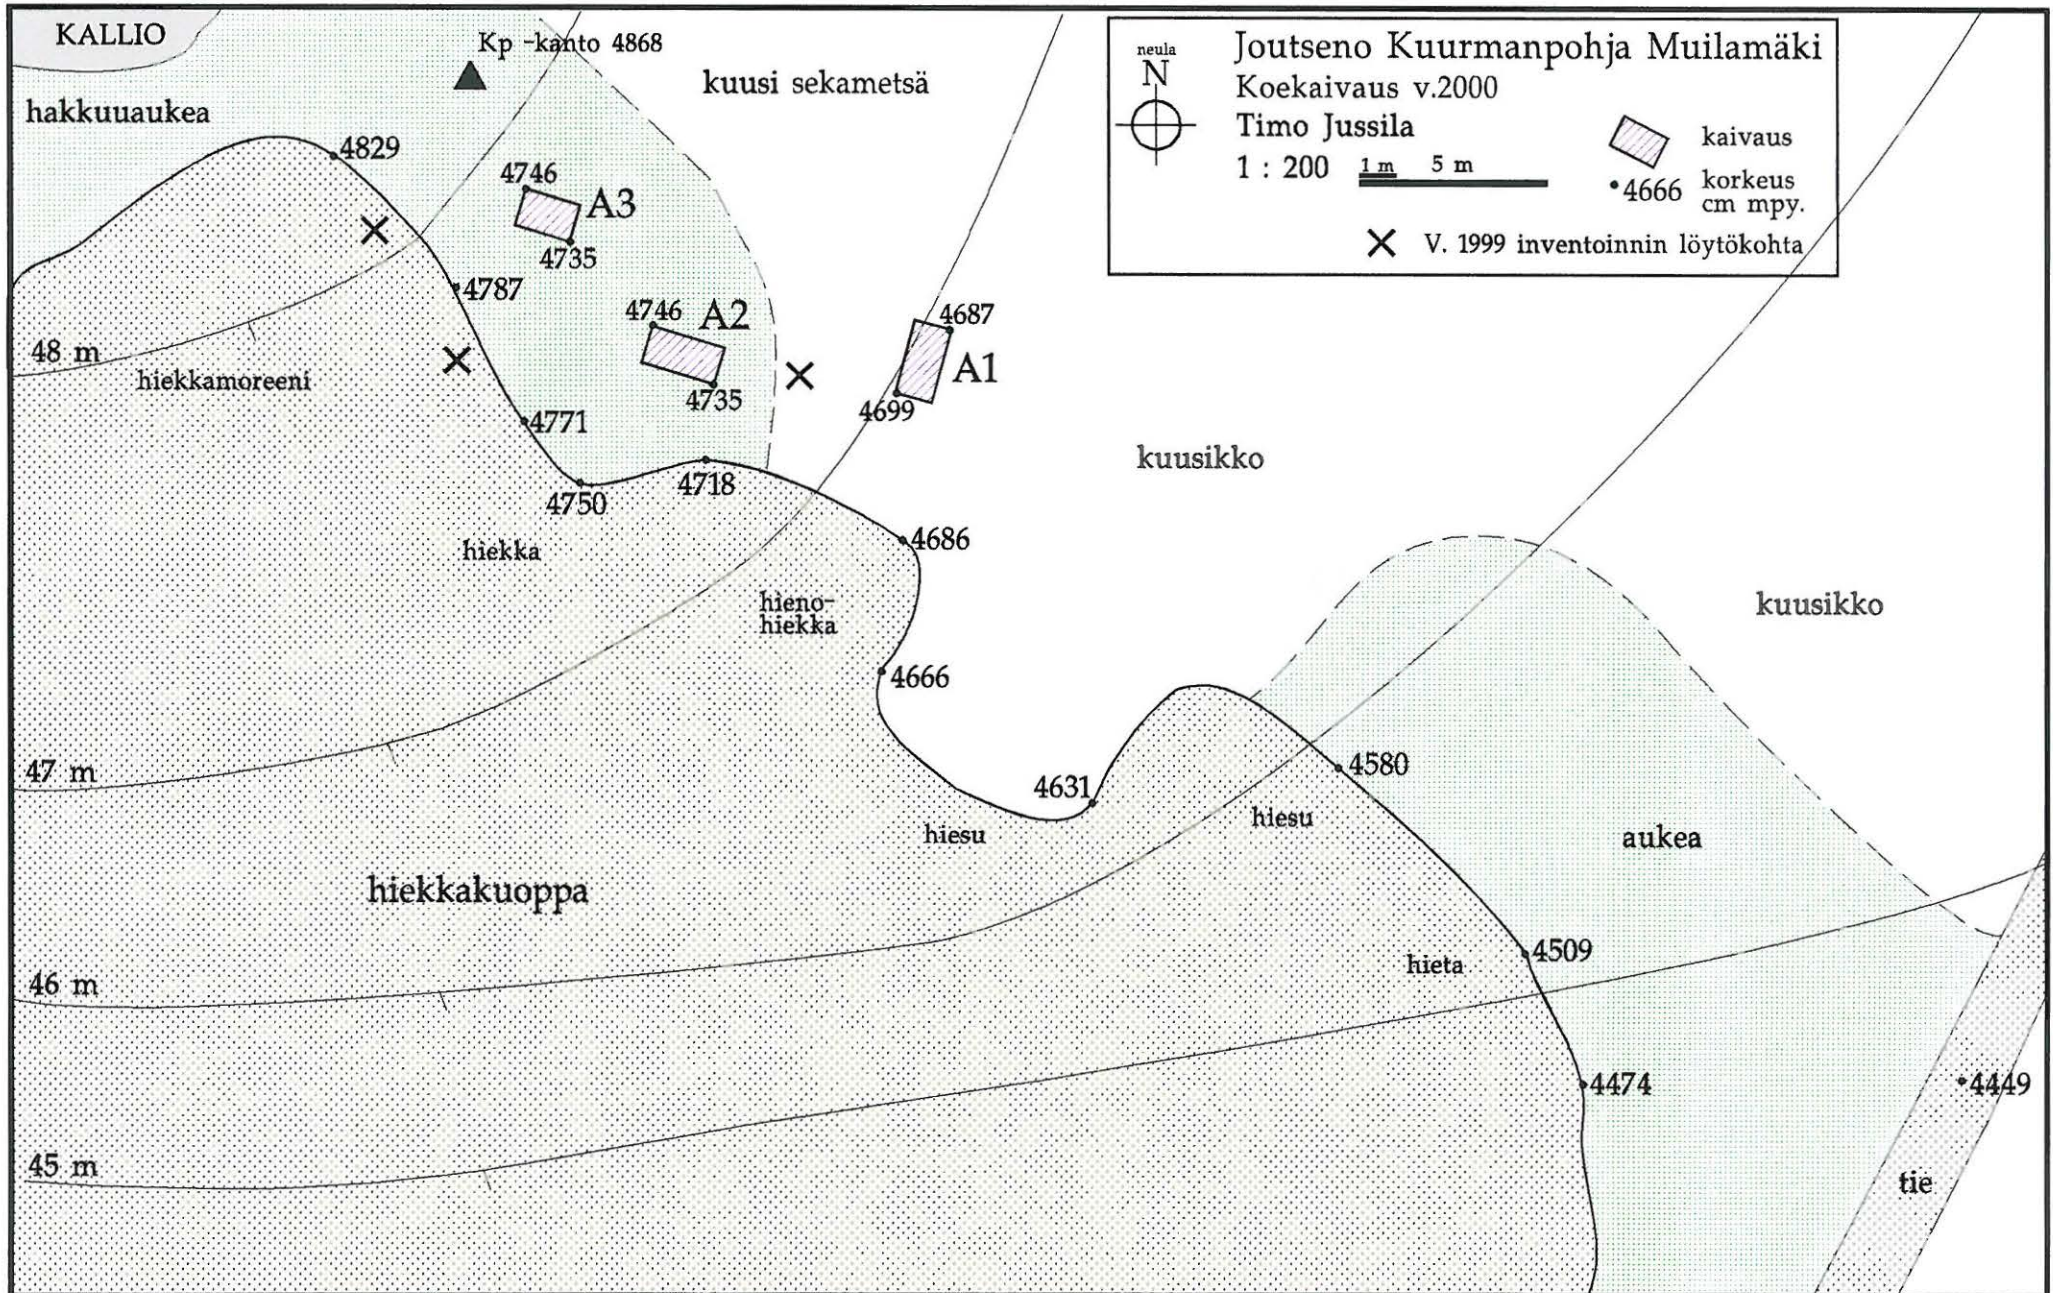 KALLIO
Kp -kanto 4868
kuusi sekametsä
hakkuuaukea
neula
N
Joutseno Kuurmanpohja Muilamäki
Koekaivaus v.2000
Timo Jussila
1 : 200
1 m
5 m
kaivaus
4666
korkeus
cm mpy.
V. 1999 inventoinnin löytökohta
4829
4746
A3
4735
4787
4746
A2
4735
4687
A1
4699
48 m
hiekkamoreeni
4771
4750
4718
kuusikko
4686
hiekka
hieno-
hiekka
kuusikko
4666
47 m
4631
4580
hiesu
hiesu
aukea
hiekkakuoppa
4509
hieta
46 m
4474
4449
45 m
tie